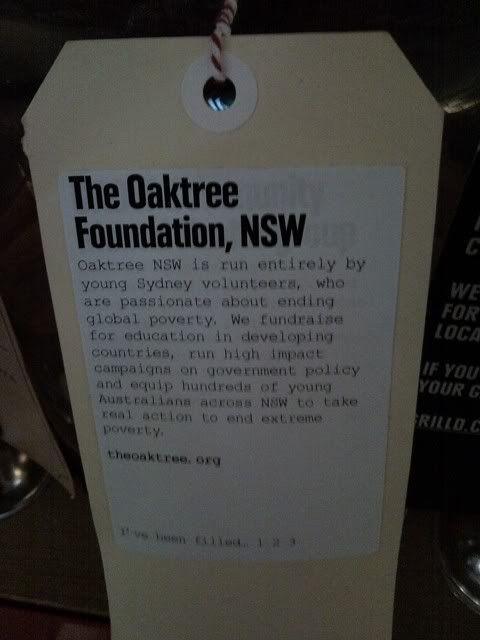 The Oaktree
Foundation, NSW
Oaktree NSW is run entirely by
young Sydney volunteers, who
are passionate about ending
global poverty. We fundraise
for education in developing
countries, run high impact
campaigns on government policy
and equip hundreds of young
Australians across NSW to take
real action to end extreme
poverty.
theoaktree.org
I've been filled… 1 2 3
WE
FOR
LOCA
IF YOU
YOUR G
GRILLD.C